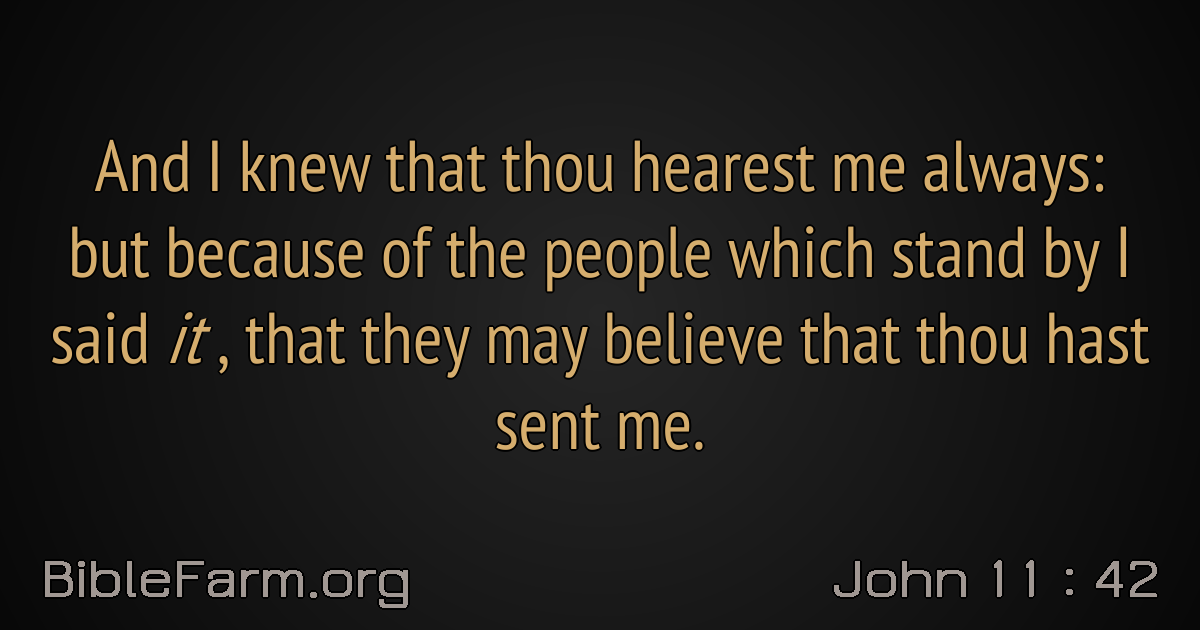 And I knew that thou hearest me always:
but because of the people which stand by I
said it , that they may believe that thou hast
sent me.
BibleFarm.org
John 11 : 42